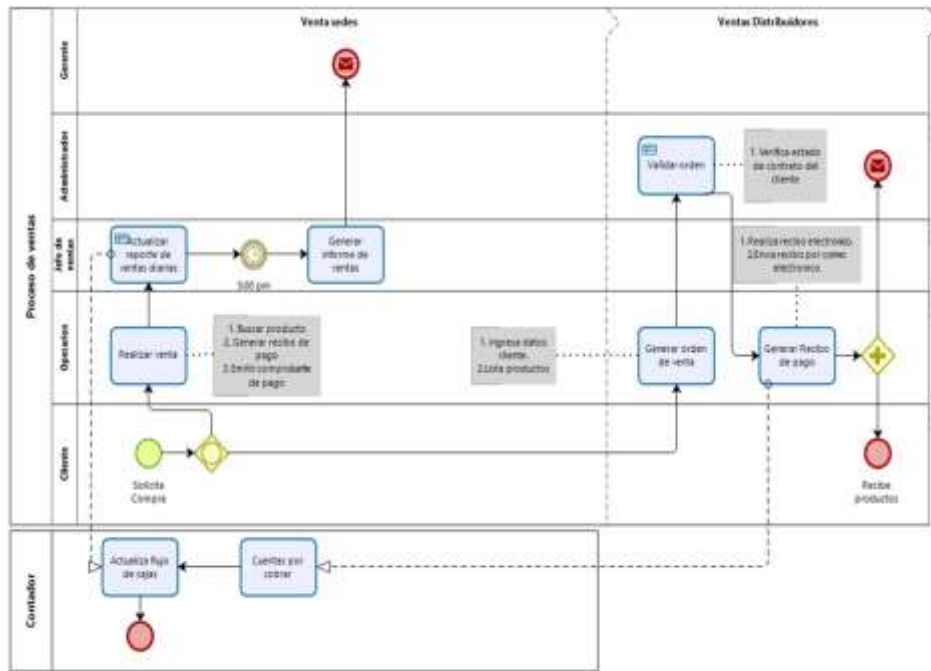 Venta sedes
Ventas Distribuidores
Proceso de ventas
Gerente
Administrador
Validar orden
1. Verifica estado
de contrato del
cliente
Jefe de
ventas
Actualizar
reporte de
ventas diarias
3:00 pm
Generar
informe de
ventas
1. Realiza recibo electronico.
2.Envia recibo por correo
electronico.
Operarios
Realizar venta
1. Buscar producto
2. Generar recibo de
pago
3. Envito comprobante
de pago
1. Ingresa datos
cliente.
2.Lista productos
Generar orden
de venta
Generar Recibo
de pago
Cliente
Solicita
Compra
Recibe
productos
Contador
Actualiza flujo
de cajas
Cuentas por
cobrar